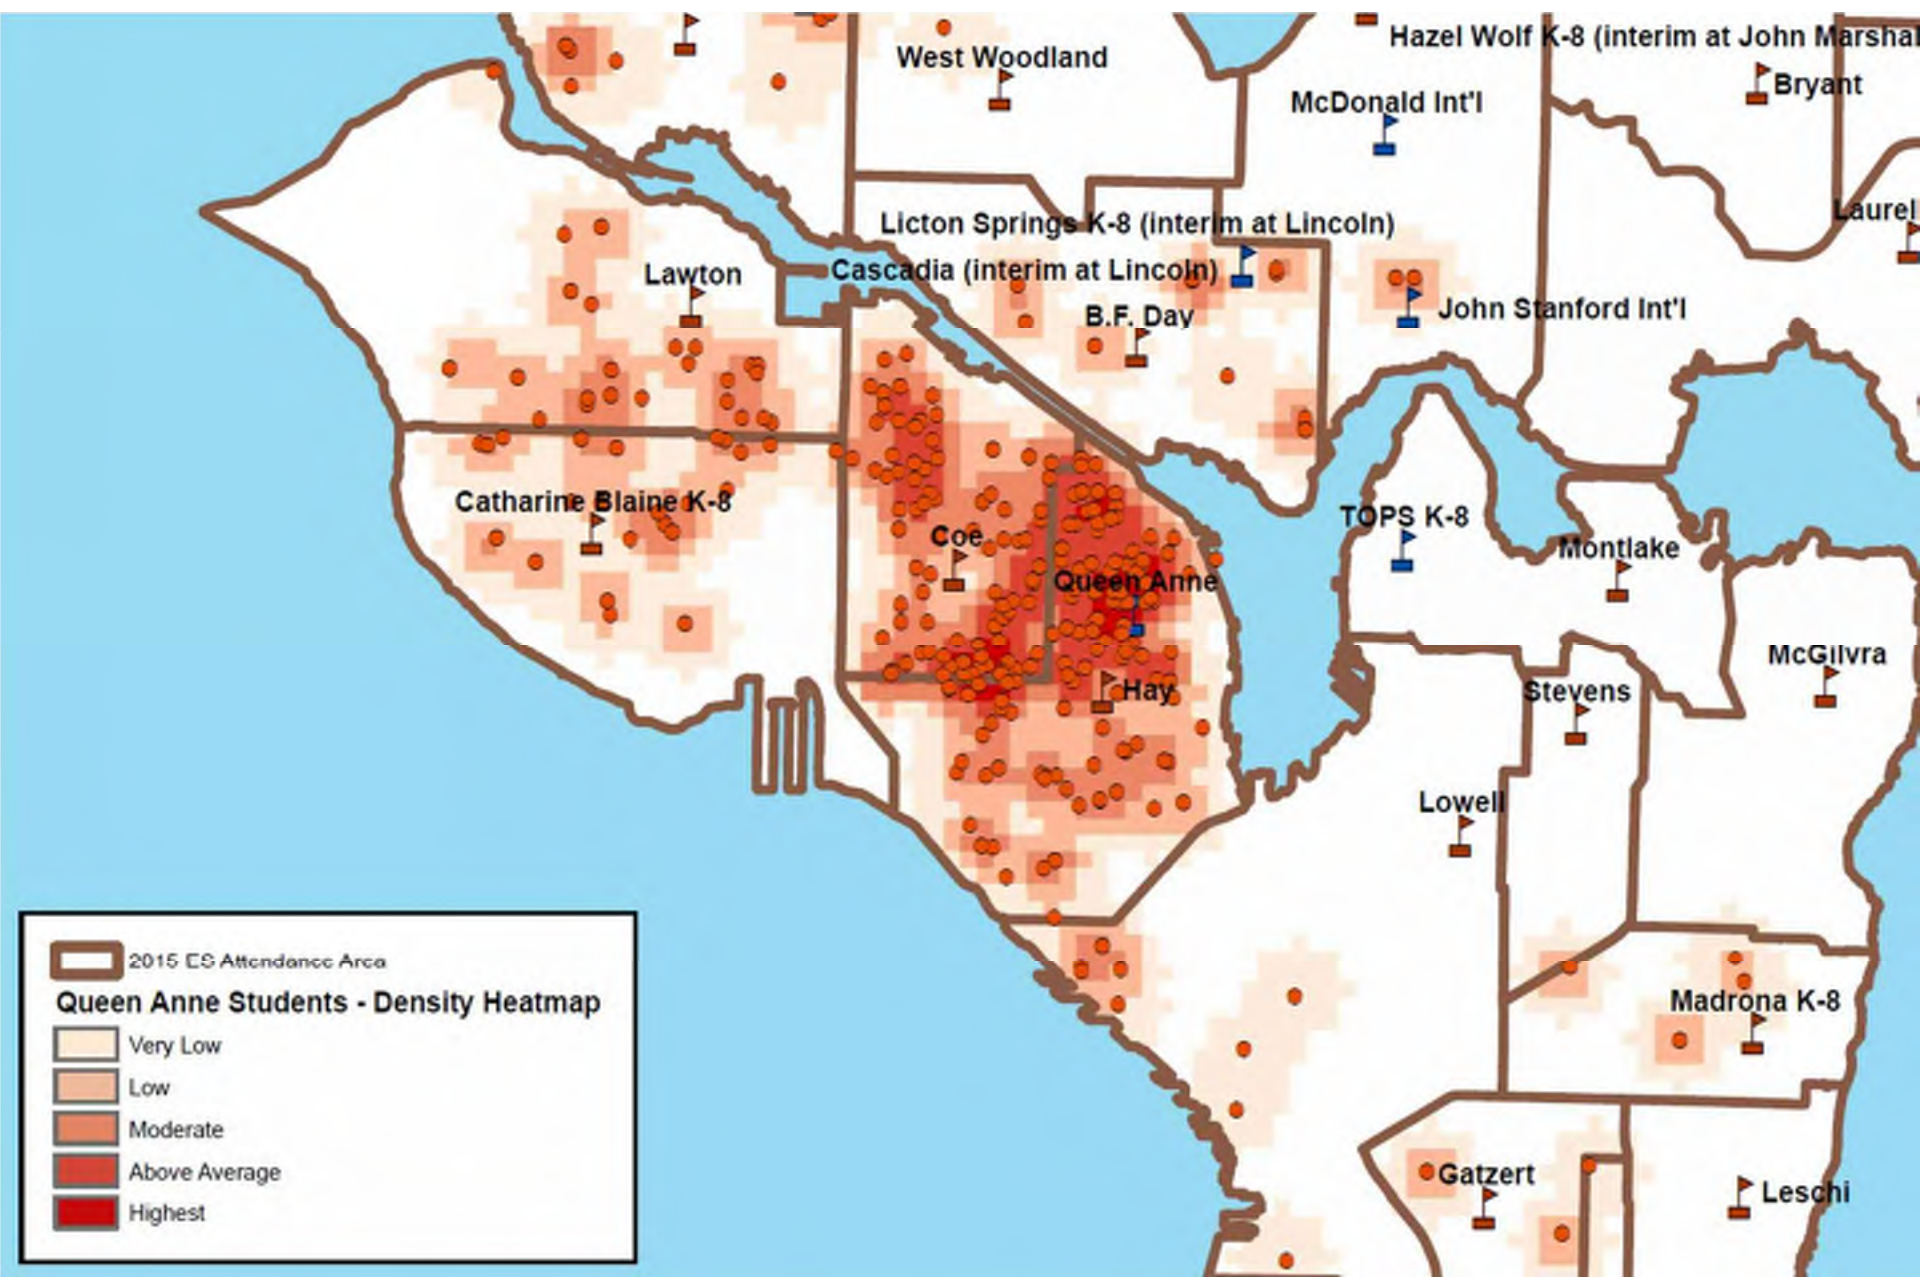 Hazel Wolf K-8 (interim at John Marshal
West Woodland
Bryant
McDonald Int'l
Laurel
Licton Springs K-8 (interim at Lincoln)
Cascadia (interim at Lincoln)
Lawton
John Stanford Int'l
B.F. Day
Catharine Blaine K-8
TOPS K-8
Coe
Montlake
Queen Anne
McGilvra
Hay
Stevens
Lowell
2015 ES Attendance Area
Queen Anne Students - Density Heatmap
Very Low
Low
Moderate
Above Average
Highest
Madrona K-8
Gatzert
Leschi